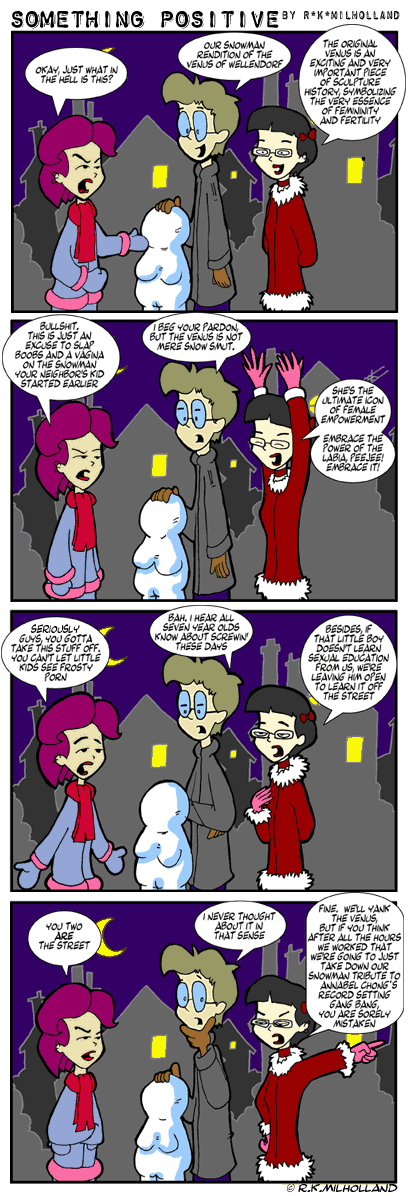 SOMETHING POSITIVE BY R*K*MILHOLLAND
OKAY, JUST WHAT IN
THE HELL IS THIS?
OUR SNOWMAN
RENDITION OF THE
VENUS OF WELLENDORF
THE ORIGINAL
VENUS IS AN
EXCITING AND VERY
IMPORTANT PIECE
OF SCULPTURE
HISTORY, SYMBOLIZING
THE VERY ESSENCE
OF FEMININITY
AND FERTILITY
BULLSHIT.
THIS IS JUST AN
EXCUSE TO SLAP
BOOBS AND A VAGINA
ON THE SNOWMAN
YOUR NEIGHBOR'S KID
STARTED EARLIER
I BEG YOUR PARDON,
BUT THE VENUS IS NOT
MERE SNOW SMUT.
SHE'S THE
ULTIMATE ICON
OF FEMALE
EMPOWERMENT
EMBRACE THE
POWER OF THE
LABIA, PEEJEE!
EMBRACE IT!
SERIOUSLY
GUYS, YOU GOTTA
TAKE THIS STUFF OFF.
YOU CAN'T LET LITTLE
KIDS SEE FROSTY
PORN
BAH, I HEAR ALL
SEVEN YEAR OLDS
KNOW ABOUT SCREWIN'
THESE DAYS
BESIDES, IF
THAT LITTLE BOY
DOESN'T LEARN
SEXUAL EDUCATION
FROM US, WE'RE
LEAVING HIM OPEN
TO LEARN IT OFF
THE STREET
YOU TWO
ARE
THE STREET
I NEVER THOUGHT
ABOUT IT IN
THAT SENSE
FINE. WE'LL YANK
THE VENUS,
BUT IF YOU THINK
AFTER ALL THE HOURS
WE WORKED THAT
WE'RE GOING TO JUST
TAKE DOWN OUR
SNOWMAN TRIBUTE TO
ANNABEL CHONG'S
RECORD SETTING
GANG BANG,
YOU ARE SORELY
MISTAKEN
© R.K.MILHOLLAND